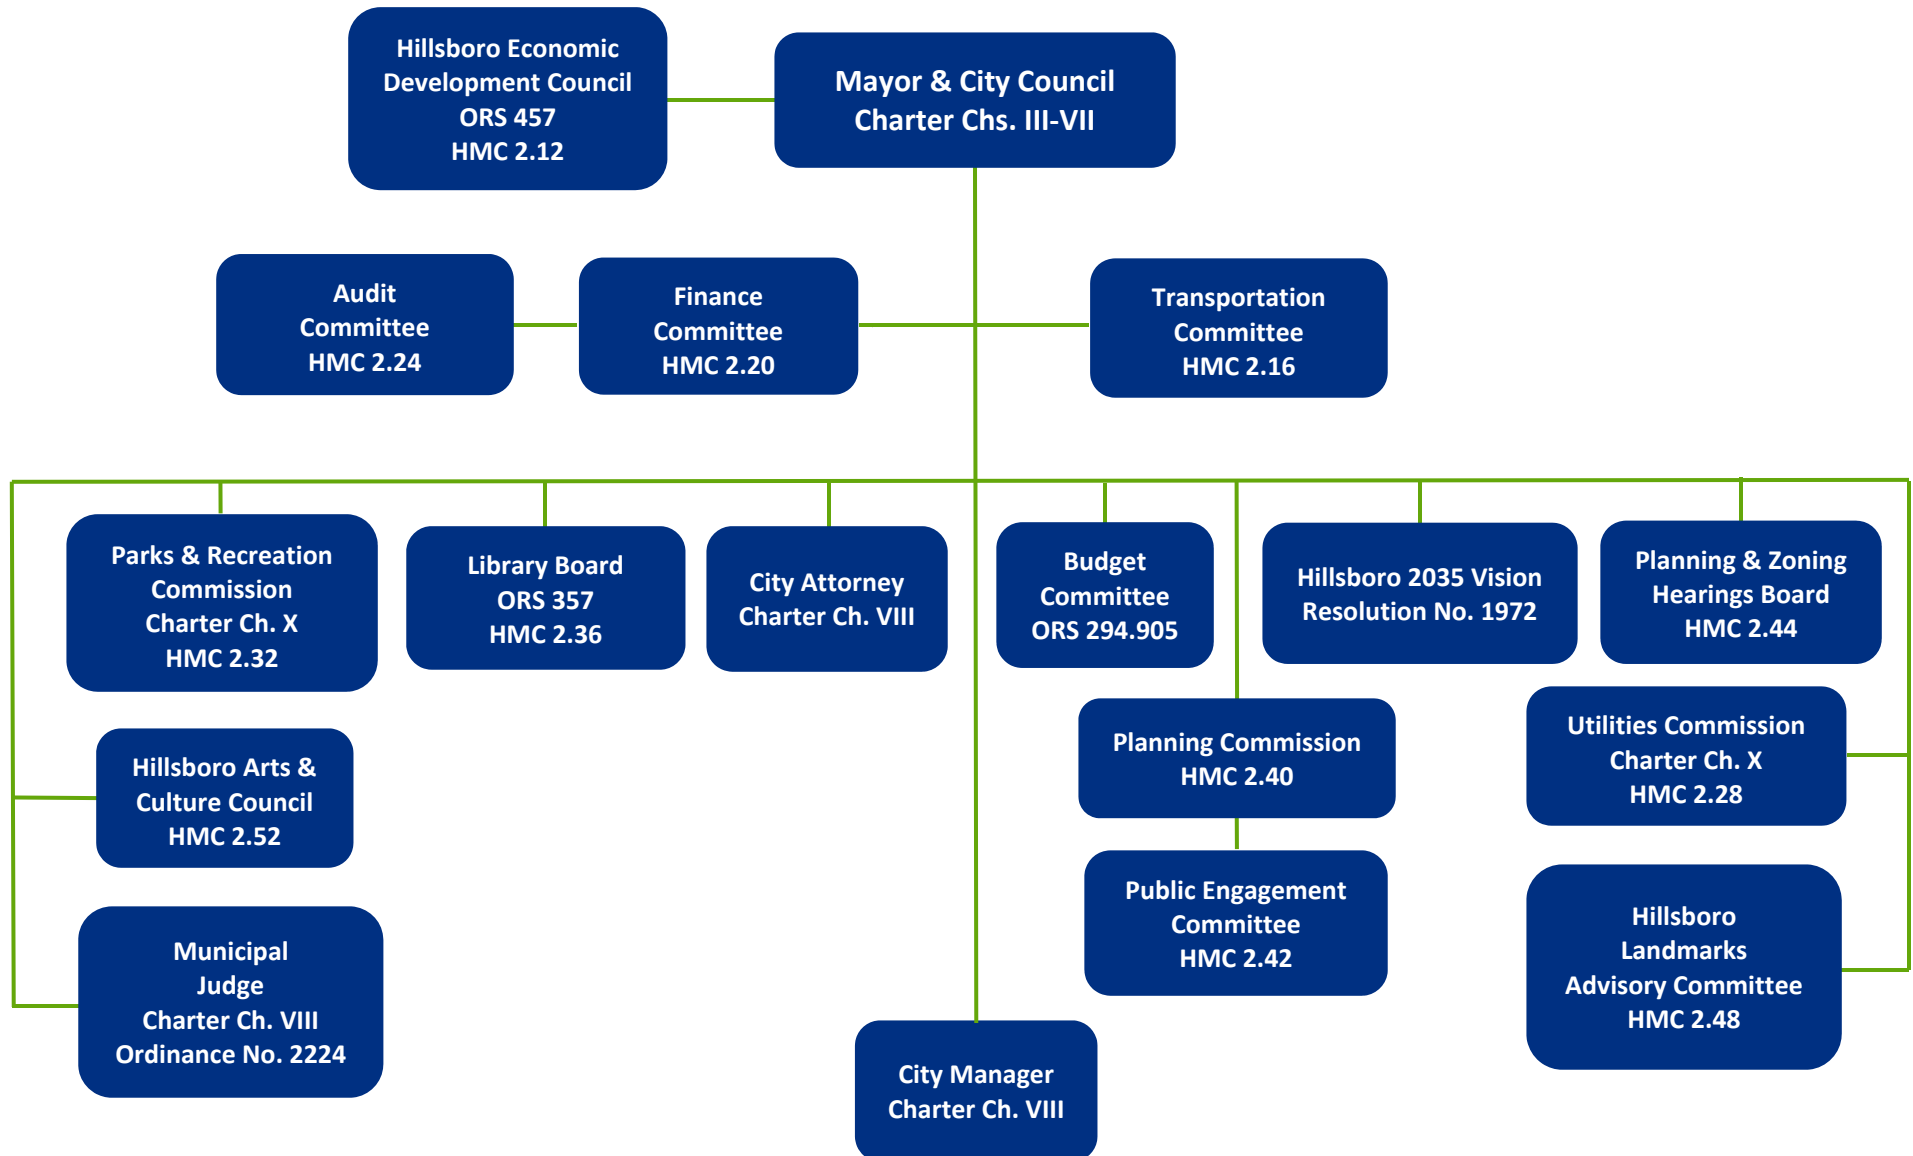 Hillsboro Economic
Development Council
ORS 457
HMC 2.12
Mayor & City Council
Charter Chs. III-VII
Audit
Committee
HMC 2.24
Finance
Committee
HMC 2.20
Transportation
Committee
HMC 2.16
Parks & Recreation
Commission
Charter Ch. X
HMC 2.32
Library Board
ORS 357
HMC 2.36
City Attorney
Charter Ch. VIII
Budget
Committee
ORS 294.905
Hillsboro 2035 Vision
Resolution No. 1972
Planning & Zoning
Hearings Board
HMC 2.44
Hillsboro Arts &
Culture Council
HMC 2.52
Planning Commission
HMC 2.40
Utilities Commission
Charter Ch. X
HMC 2.28
Municipal
Judge
Charter Ch. VIII
Ordinance No. 2224
Public Engagement
Committee
HMC 2.42
Hillsboro
Landmarks
Advisory Committee
HMC 2.48
City Manager
Charter Ch. VIII